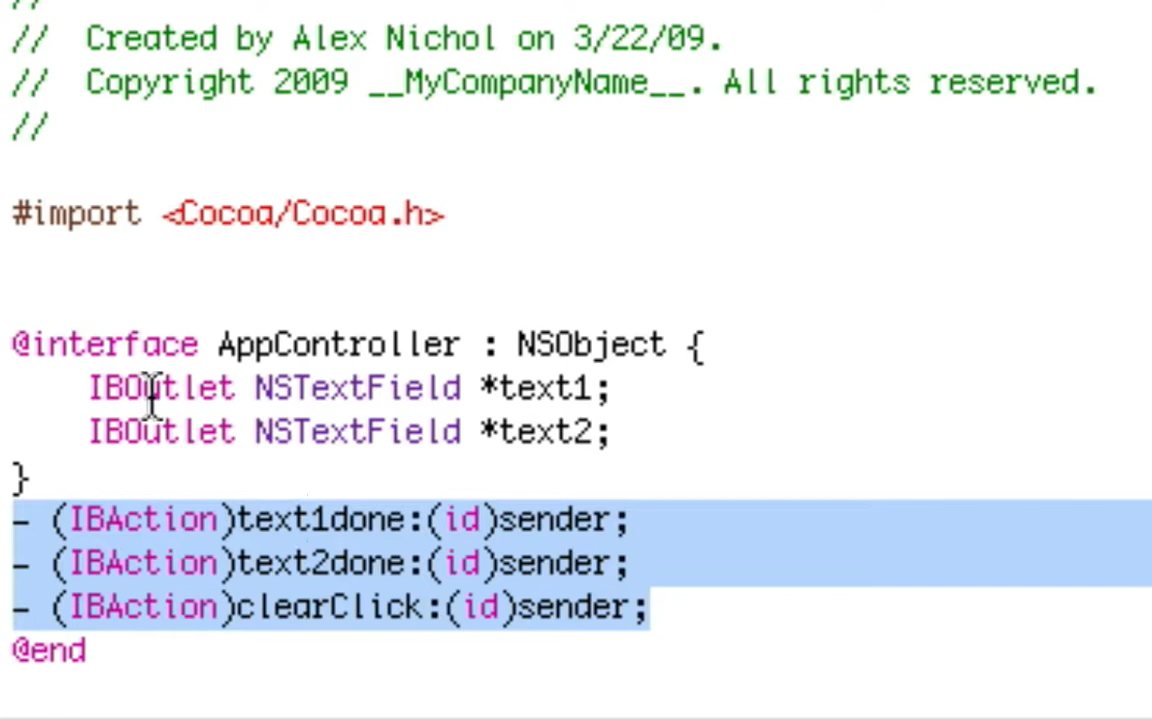 //
//  Created by Alex Nichol on 3/22/09.
//  Copyright 2009 __MyCompanyName__. All rights reserved.
//
#import <Cocoa/Cocoa.h>
@interface AppController : NSObject {
    IBOutlet NSTextField *text1;
    IBOutlet NSTextField *text2;
}
- (IBAction)text1done:(id)sender;
- (IBAction)text2done:(id)sender;
- (IBAction)clearClick:(id)sender;
@end